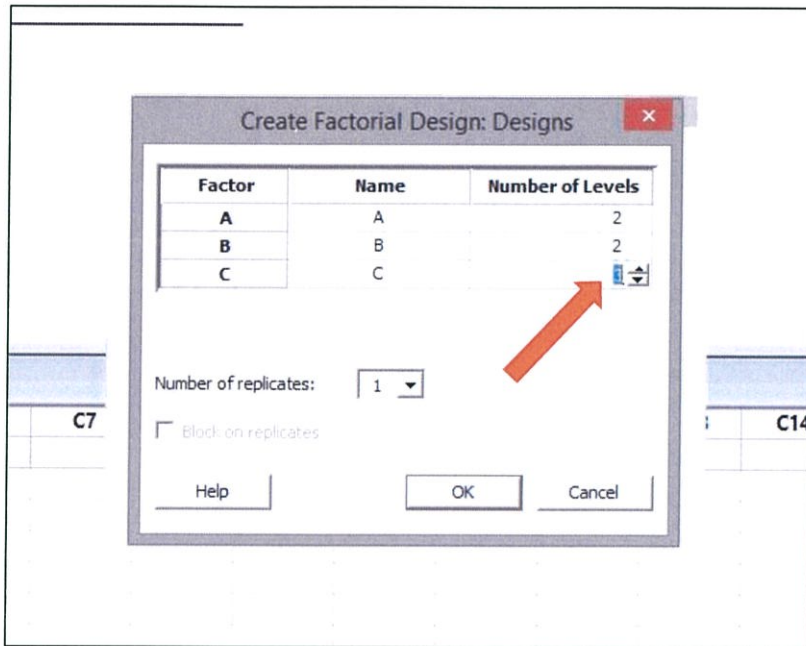 Create Factorial Design: Designs
Factor Name Number of Levels
A A 2
B B 2
C C
Number of replicates: 1
Block on replicates
C7 C14
Help OK Cancel